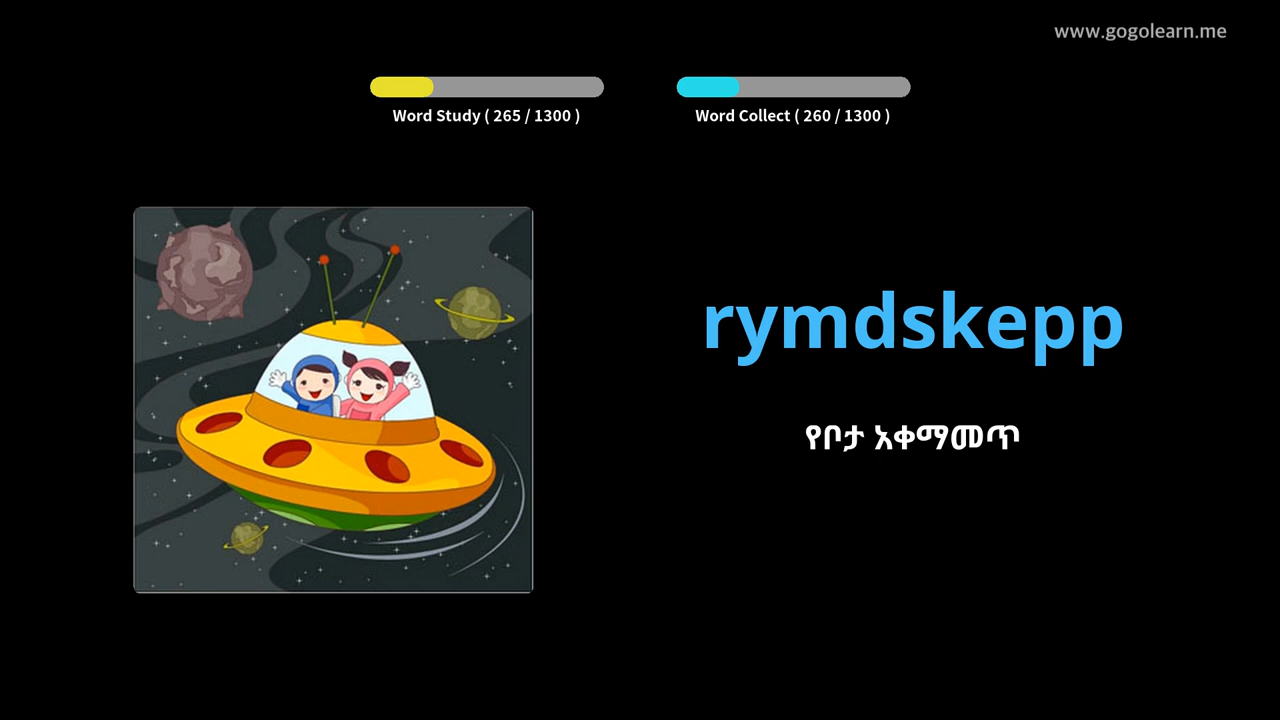 www.gogolearn.me
Word Study ( 265 / 1300 )
Word Collect ( 260 / 1300 )
rymdskepp
የቦታ አቀማመጥ